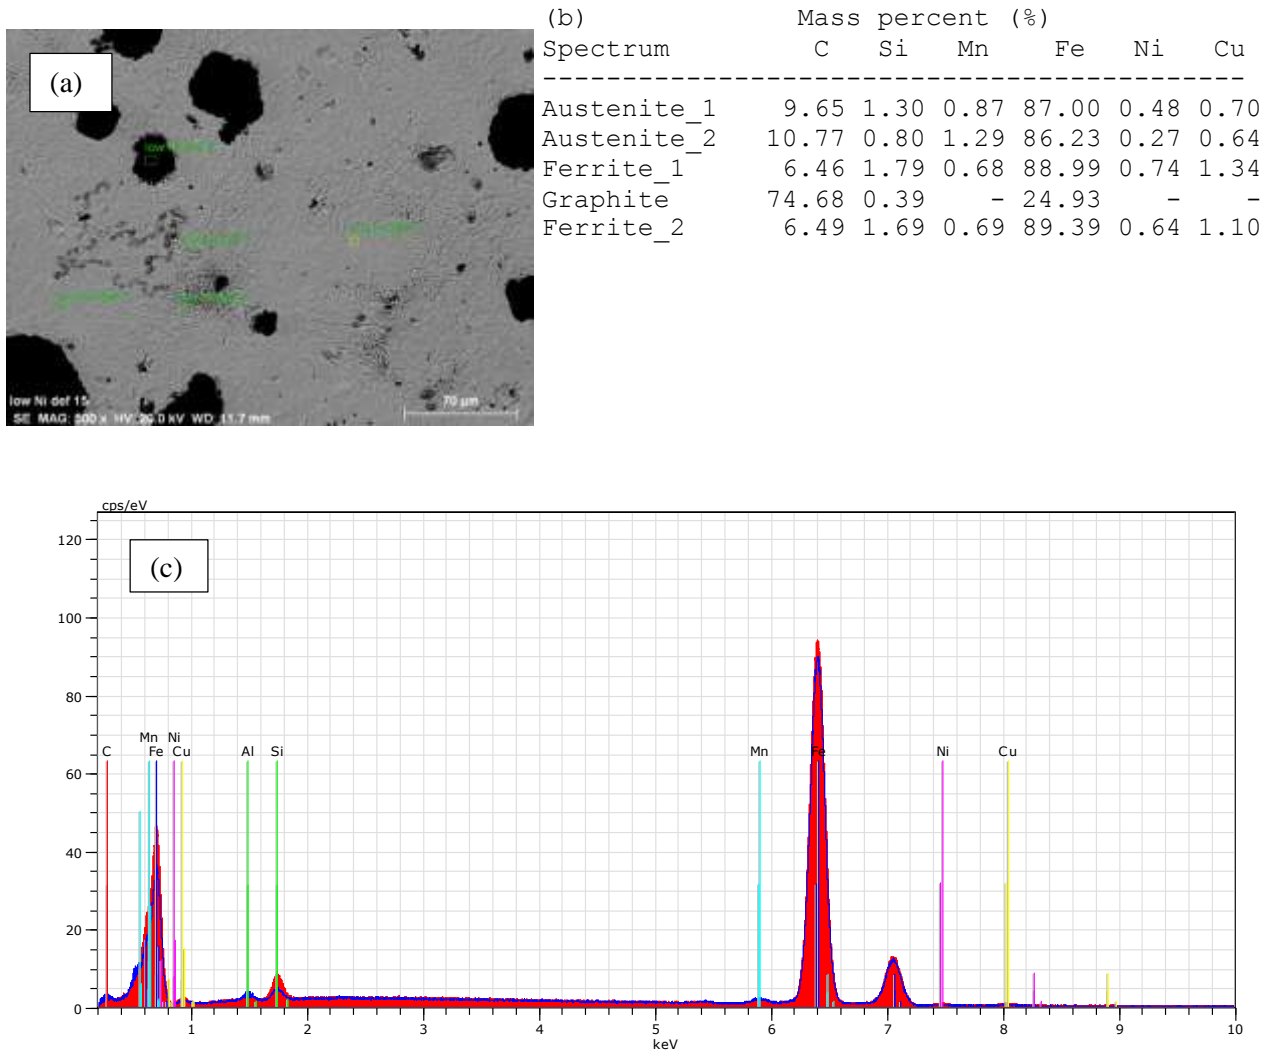 (a)
low Ni def 15
SE MAG: 500 x HV: 20.0 kV WD: 11.7 mm
70 µm
(b) Mass percent (%)
Spectrum C Si Mn Fe Ni Cu
------------------------------------------------
Austenite_1 9.65 1.30 0.87 87.00 0.48 0.70
Austenite_2 10.77 0.80 1.29 86.23 0.27 0.64
Ferrite_1 6.46 1.79 0.68 88.99 0.74 1.34
Graphite 74.68 0.39 - 24.93 - -
Ferrite_2 6.49 1.69 0.69 89.39 0.64 1.10
cps/eV
(c)
120
100
80
60
40
20
0
Mn Ni
C Fe Cu Al Si Mn Fe Ni Cu
1 2 3 4 5 6 7 8 9 10
keV